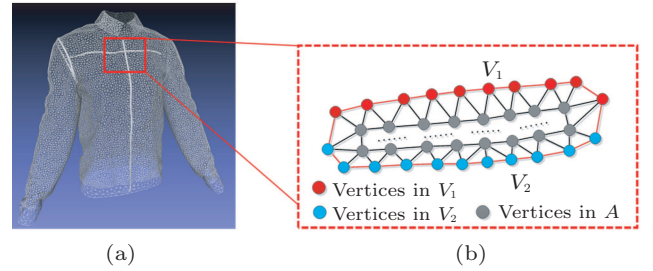 V1
V2
Vertices in V1
Vertices in V2 Vertices in A
(a) (b)